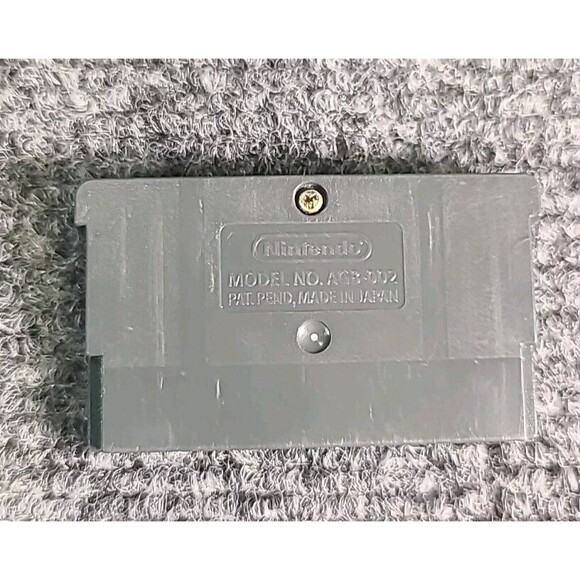 Nintendo
MODEL NO. AGB-002
PAT. PEND, MADE IN JAPAN